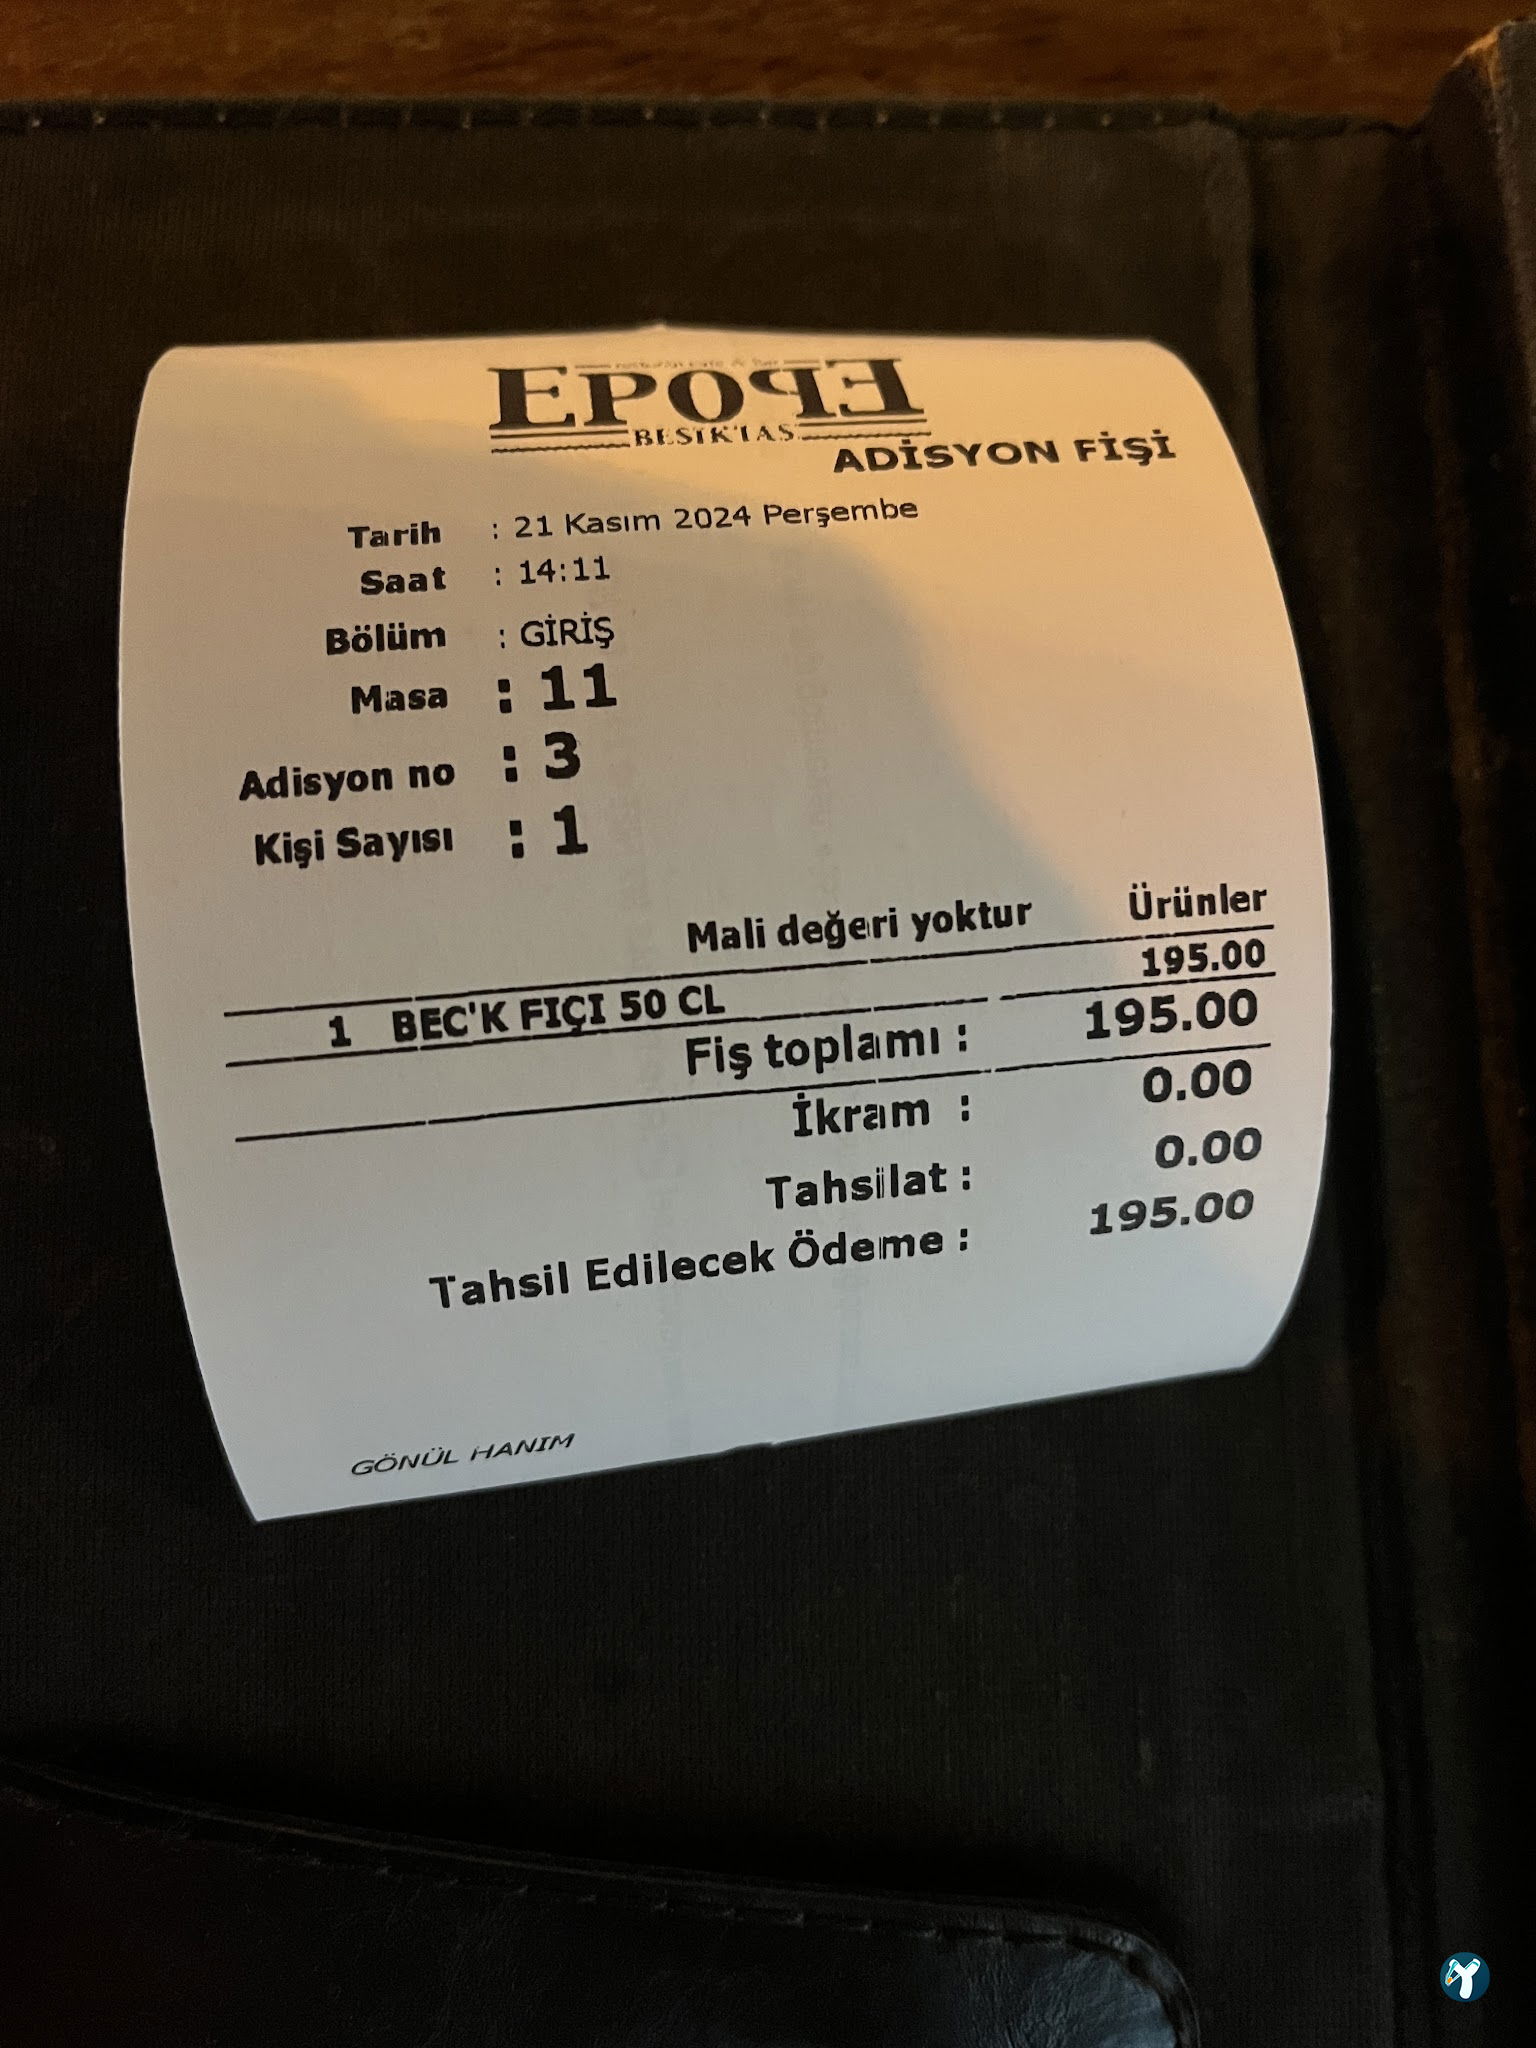 EPOPE
BESIKTAS
ADİSYON FİŞİ
Tarih : 21 Kasım 2024 Perşembe
Saat : 14:11
Bölüm : GİRİŞ
Masa : 11
Adisyon no : 3
Kişi Sayısı : 1
Mali değeri yoktur Ürünler
1 BEC'K FIÇI 50 CL 195.00
Fiş toplamı : 195.00
İkram : 0.00
Tahsilat : 0.00
Tahsil Edilecek Ödeme : 195.00
GÖNÜL HANIM